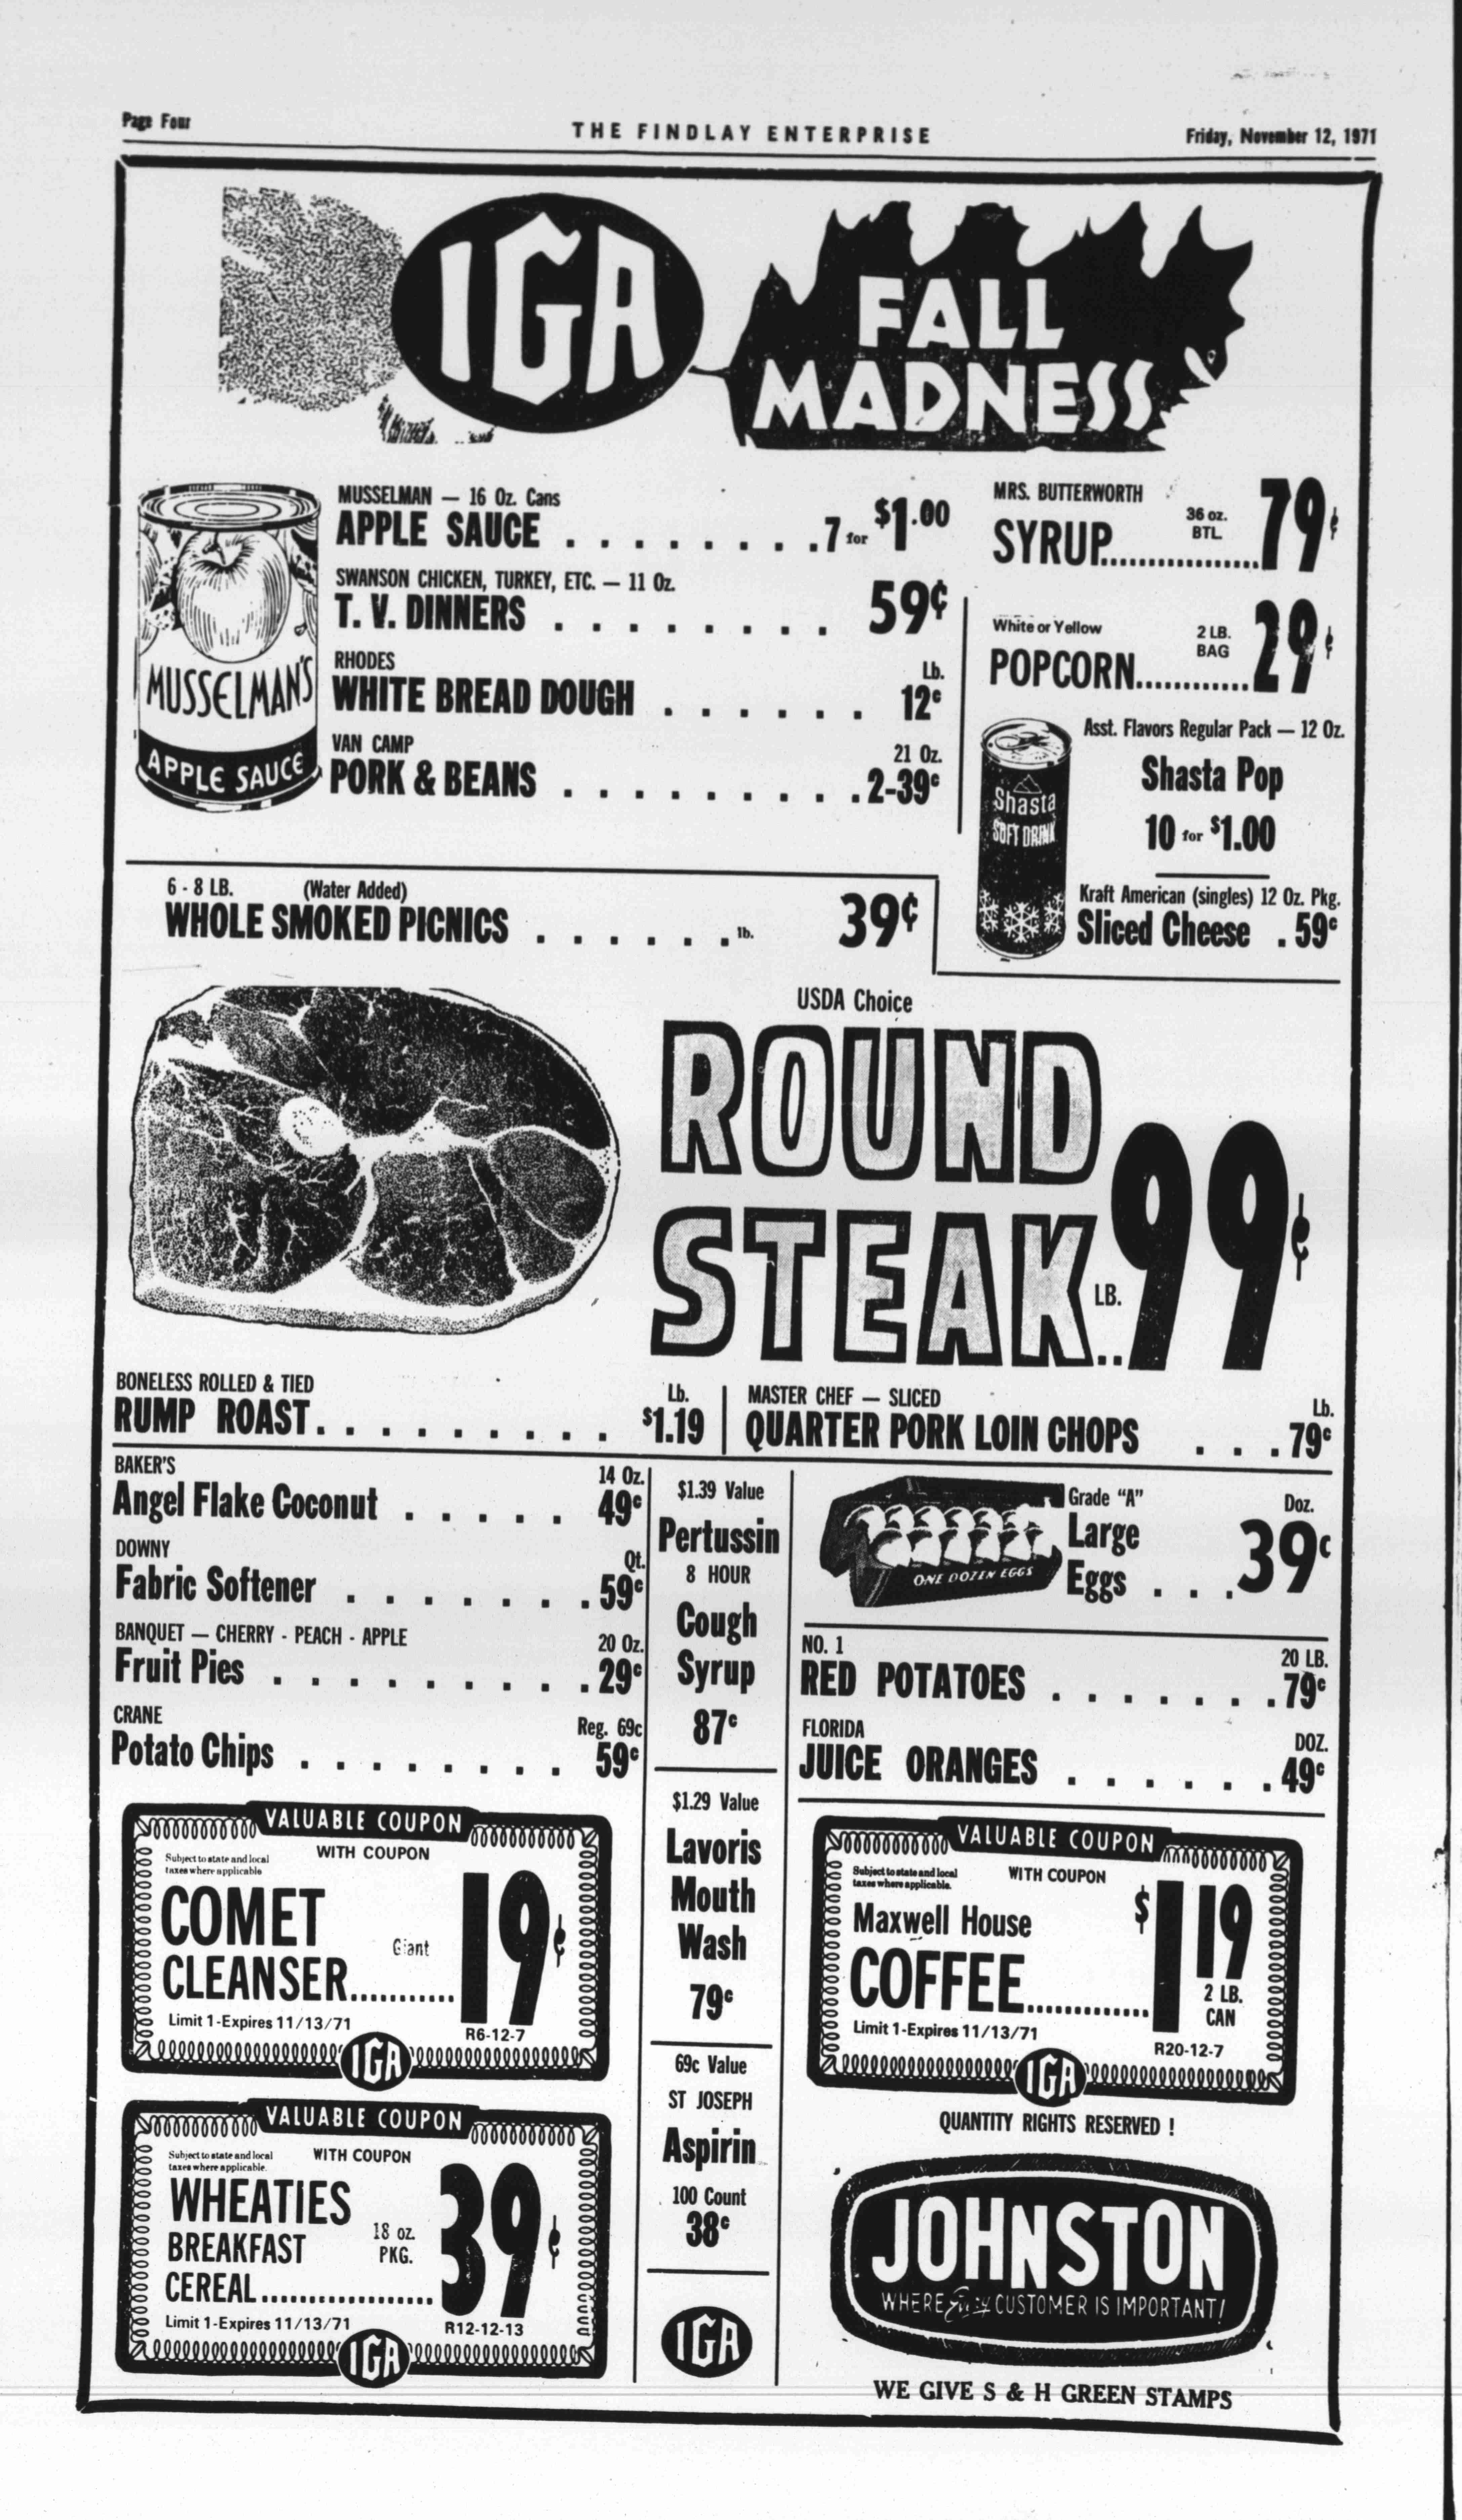 Page Four
THE FINDLAY ENTERPRISE
Friday, November 12, 1971
IGA
FALL
MADNESS
MUSSELMAN'S
APPLE SAUCE
MUSSELMAN — 16 Oz. Cans
APPLE SAUCE . . . . . . . . . 7 for $1.00
SWANSON CHICKEN, TURKEY, ETC. — 11 Oz.
T. V. DINNERS . . . . . . . . 59¢
RHODES
Lb.
WHITE BREAD DOUGH . . . . . . 12¢
VAN CAMP
21 Oz.
PORK & BEANS . . . . . . . . . 2-39¢
MRS. BUTTERWORTH
SYRUP.................. 36 oz. BTL. 79¢
White or Yellow
POPCORN............ 2 LB. BAG 29¢
Shasta
SOFT DRINK
Asst. Flavors Regular Pack — 12 Oz.
Shasta Pop
10 for $1.00
Kraft American (singles) 12 Oz. Pkg.
Sliced Cheese . 59¢
6 - 8 LB. (Water Added)
WHOLE SMOKED PICNICS . . . . . . lb. 39¢
USDA Choice
ROUND
STEAK.. LB. 99¢
BONELESS ROLLED & TIED
Lb.
RUMP ROAST. . . . . . . . . . $1.19
MASTER CHEF — SLICED
Lb.
QUARTER PORK LOIN CHOPS . . . 79¢
BAKER'S
14 Oz.
Angel Flake Coconut . . . . . 49¢
DOWNY
Qt.
Fabric Softener . . . . . . . . 59¢
BANQUET — CHERRY - PEACH - APPLE
20 Oz.
Fruit Pies . . . . . . . . . . 29¢
CRANE
Reg. 69c
Potato Chips . . . . . . . . 59¢
$1.39 Value
Pertussin
8 HOUR
Cough
Syrup
87¢
$1.29 Value
Lavoris
Mouth
Wash
79¢
69c Value
ST JOSEPH
Aspirin
100 Count
38¢
IGA
ONE DOZEN EGGS
Grade "A"
Doz.
Large
Eggs . . . 39¢
NO. 1
20 LB.
RED POTATOES . . . . . . . 79¢
FLORIDA
DOZ.
JUICE ORANGES . . . . . . 49¢
VALUABLE COUPON
Subject to state and local
taxes where applicable
WITH COUPON
COMET
Giant
CLEANSER........... 19¢
Limit 1-Expires 11/13/71
R6-12-7
IGA
VALUABLE COUPON
Subject to state and local
taxes where applicable.
WITH COUPON
WHEATIES
BREAKFAST 18 oz. PKG.
CEREAL.................. 39¢
Limit 1-Expires 11/13/71
R12-12-13
IGA
VALUABLE COUPON
Subject to state and local
taxes where applicable.
WITH COUPON
Maxwell House
COFFEE.............. $1 19
2 LB.
CAN
Limit 1-Expires 11/13/71
R20-12-7
IGA
QUANTITY RIGHTS RESERVED !
JOHNSTON
WHERE Every CUSTOMER IS IMPORTANT!
WE GIVE S & H GREEN STAMPS